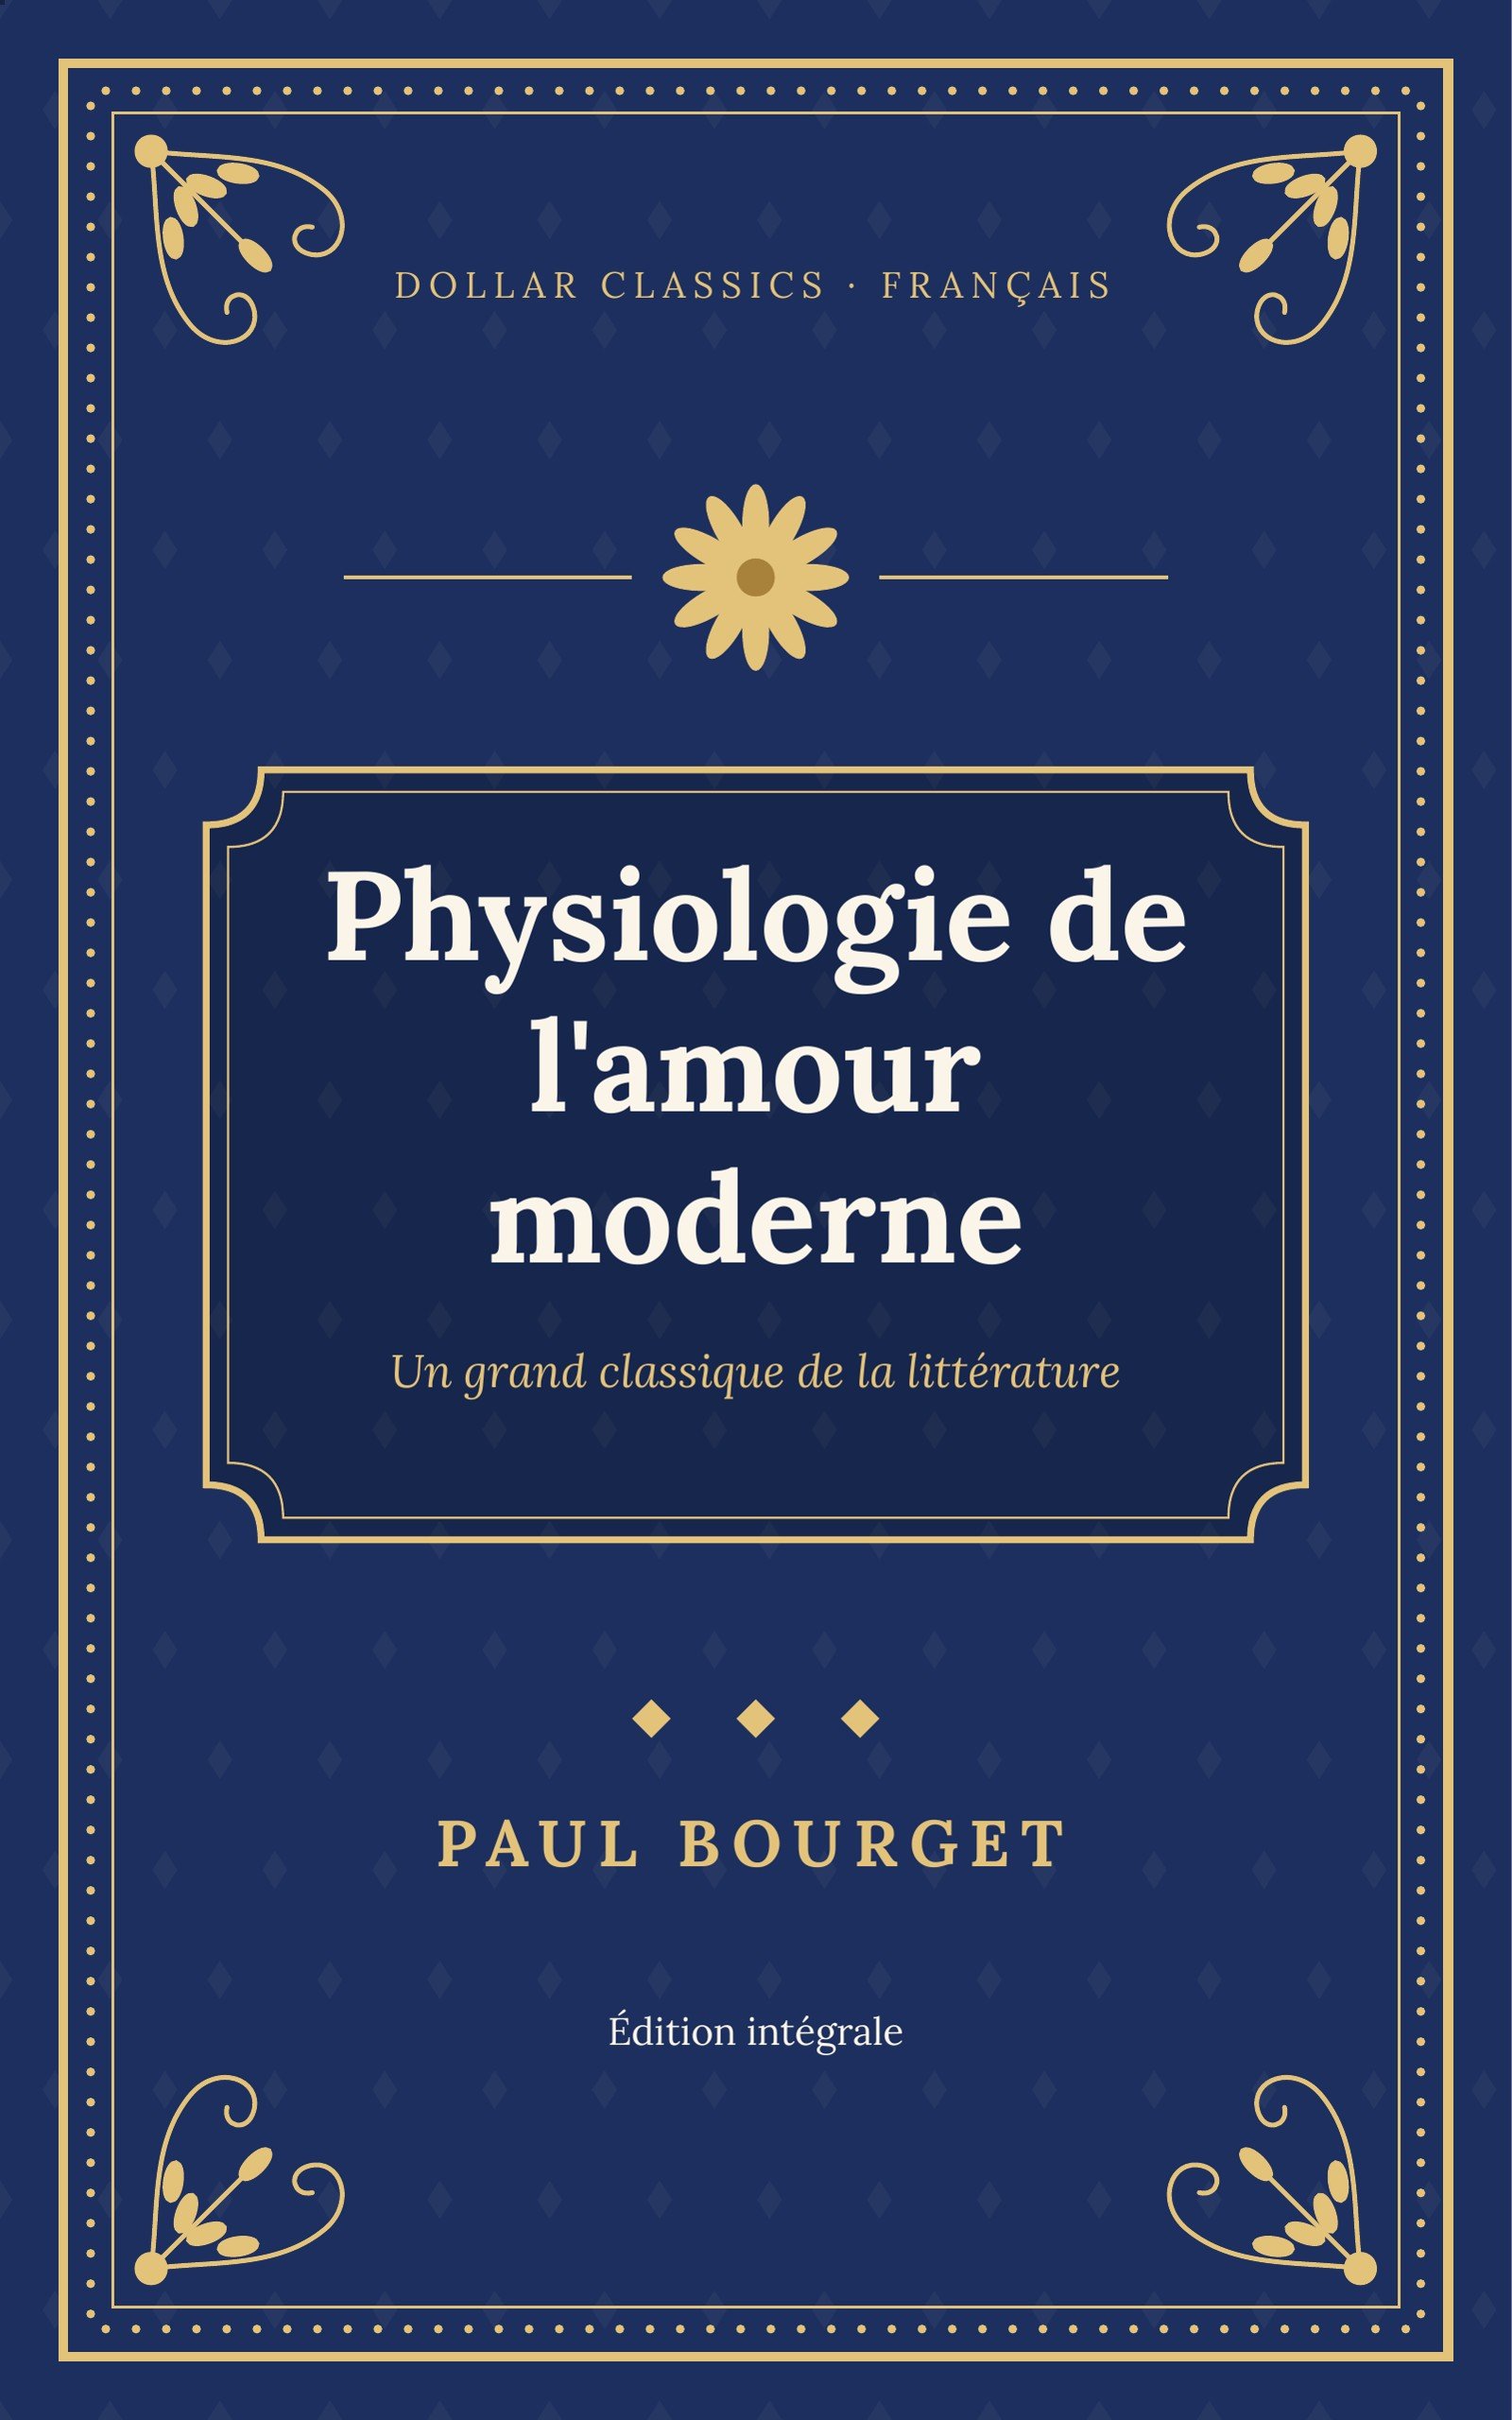 DOLLAR CLASSICS · FRANÇAIS
Physiologie de
l'amour
moderne
Un grand classique de la littérature
PAUL BOURGET
Édition intégrale